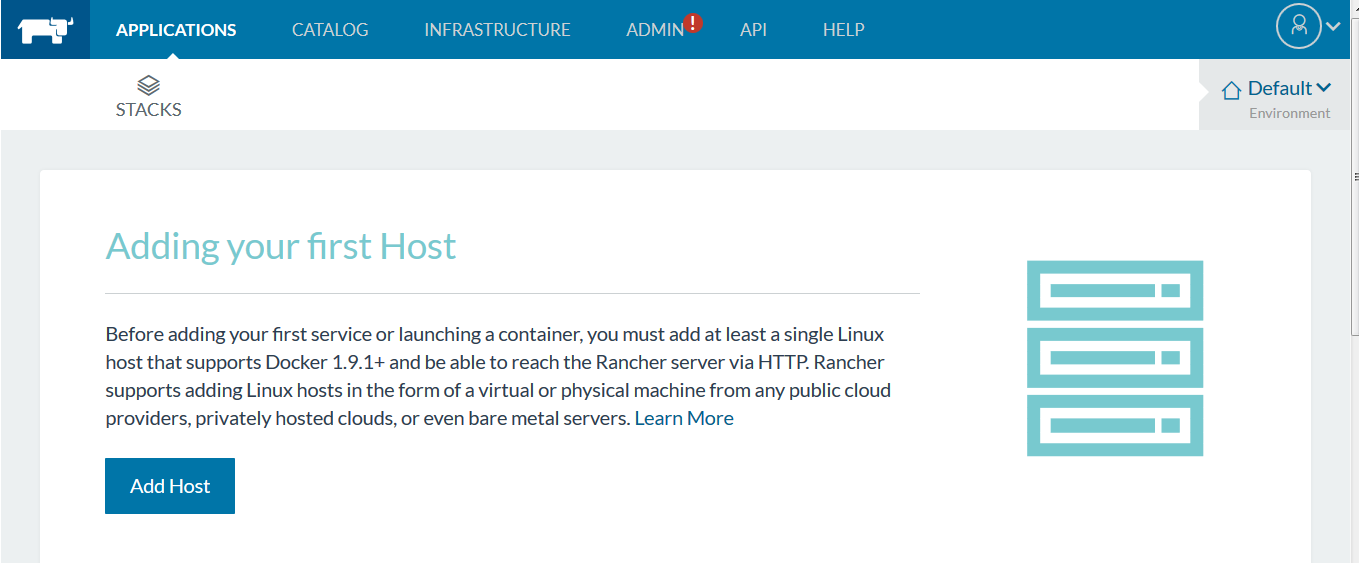 APPLICATIONS CATALOG INFRASTRUCTURE ADMIN ! API HELP
STACKS
Default
Environment
Adding your first Host
Before adding your first service or launching a container, you must add at least a single Linux
host that supports Docker 1.9.1+ and be able to reach the Rancher server via HTTP. Rancher
supports adding Linux hosts in the form of a virtual or physical machine from any public cloud
providers, privately hosted clouds, or even bare metal servers. Learn More
Add Host